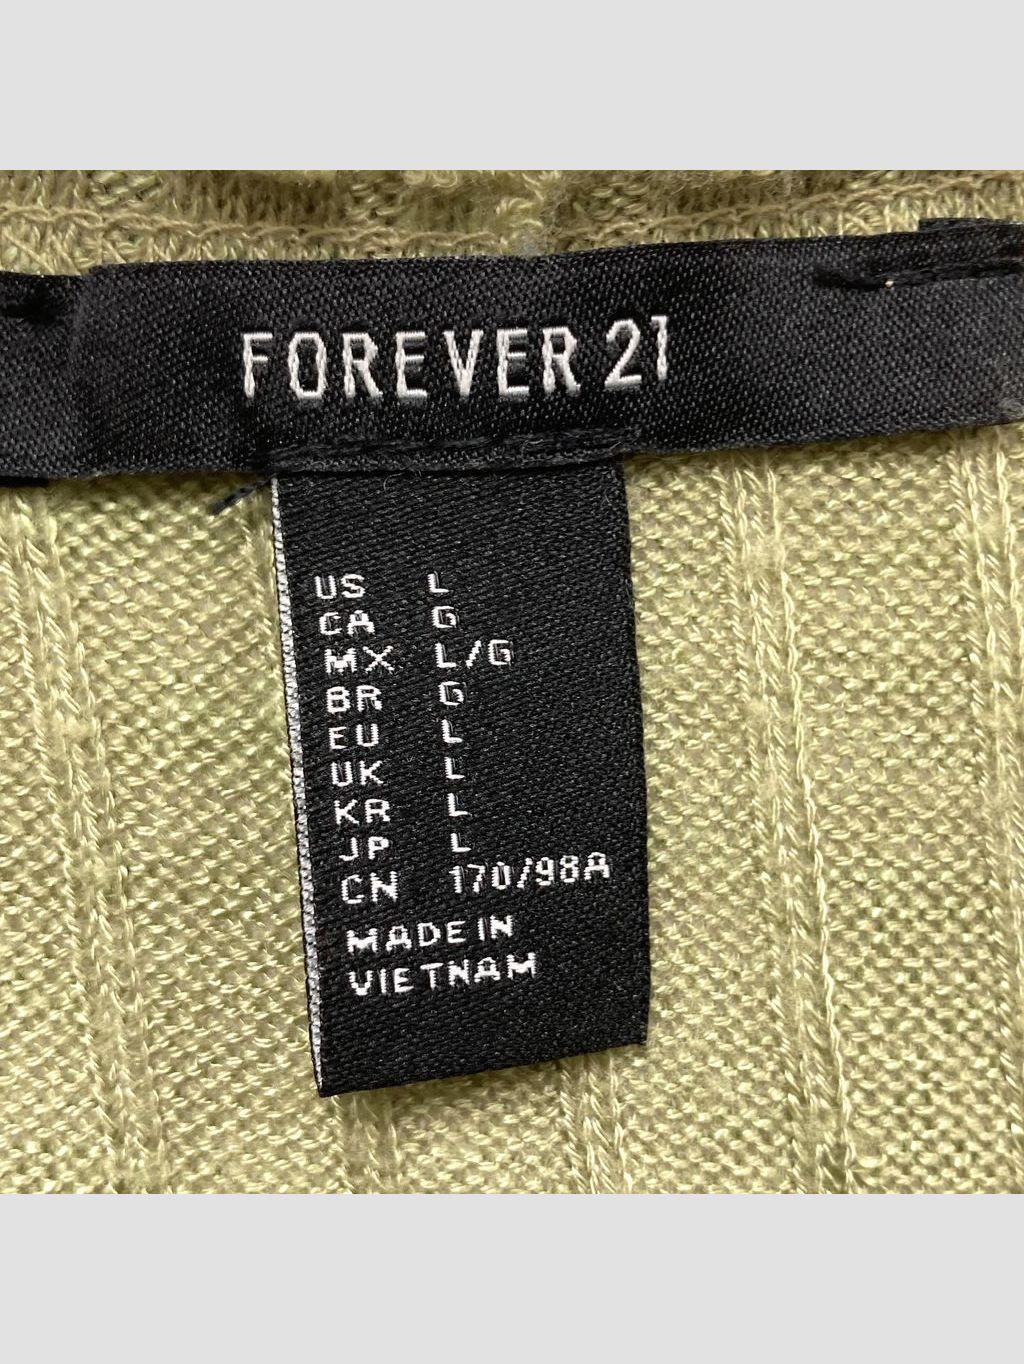 FOREVER 21
US L
CA G
MX L/G
BR G
EU L
UK L
KR L
JP L
CN 170/98A
MADE IN
VIETNAM